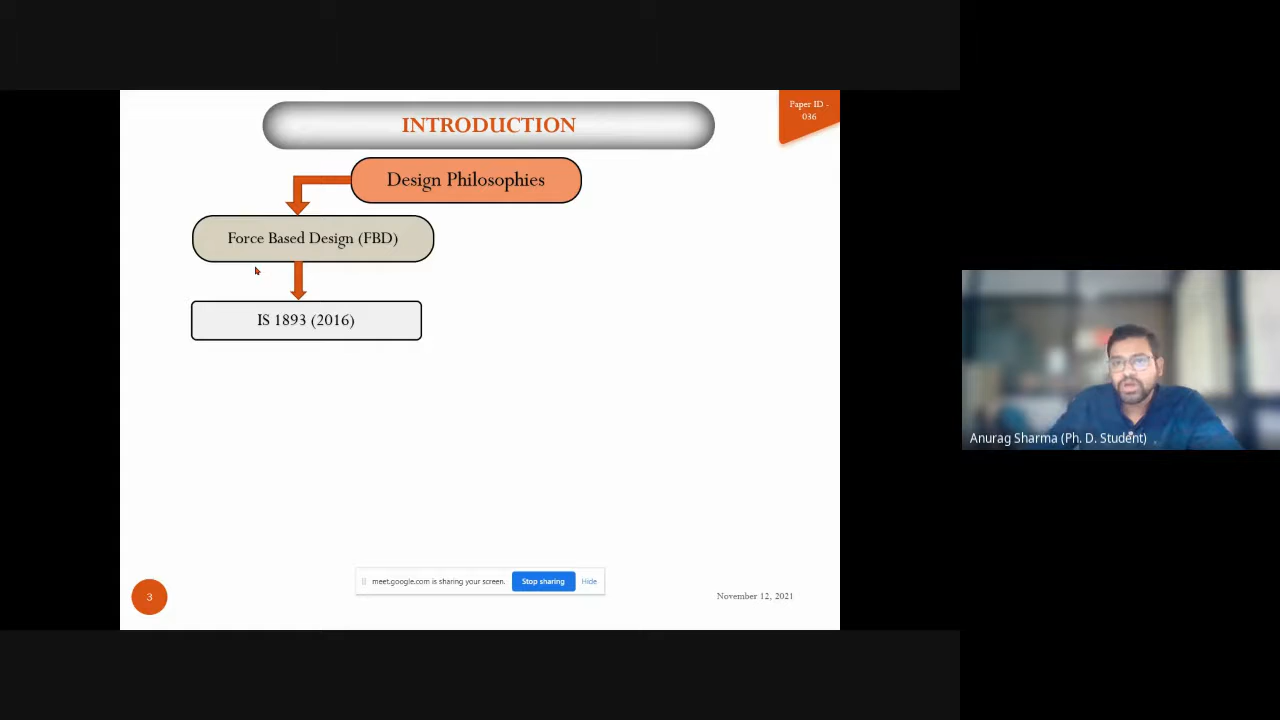 INTRODUCTION
Paper ID -
036
Design Philosophies
Force Based Design (FBD)
IS 1893 (2016)
Anurag Sharma (Ph. D. Student)
meet.google.com is sharing your screen. Stop sharing Hide
3
November 12, 2021